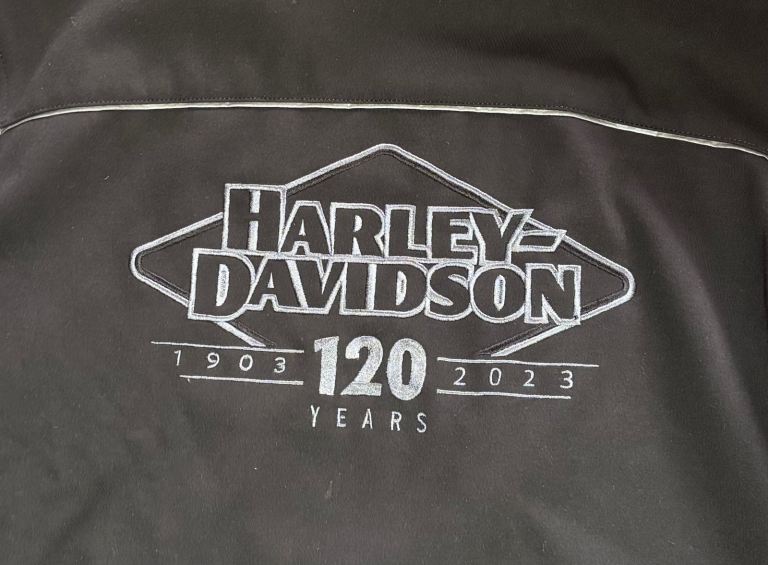 HARLEY-
DAVIDSON
1903 120 2023
YEARS